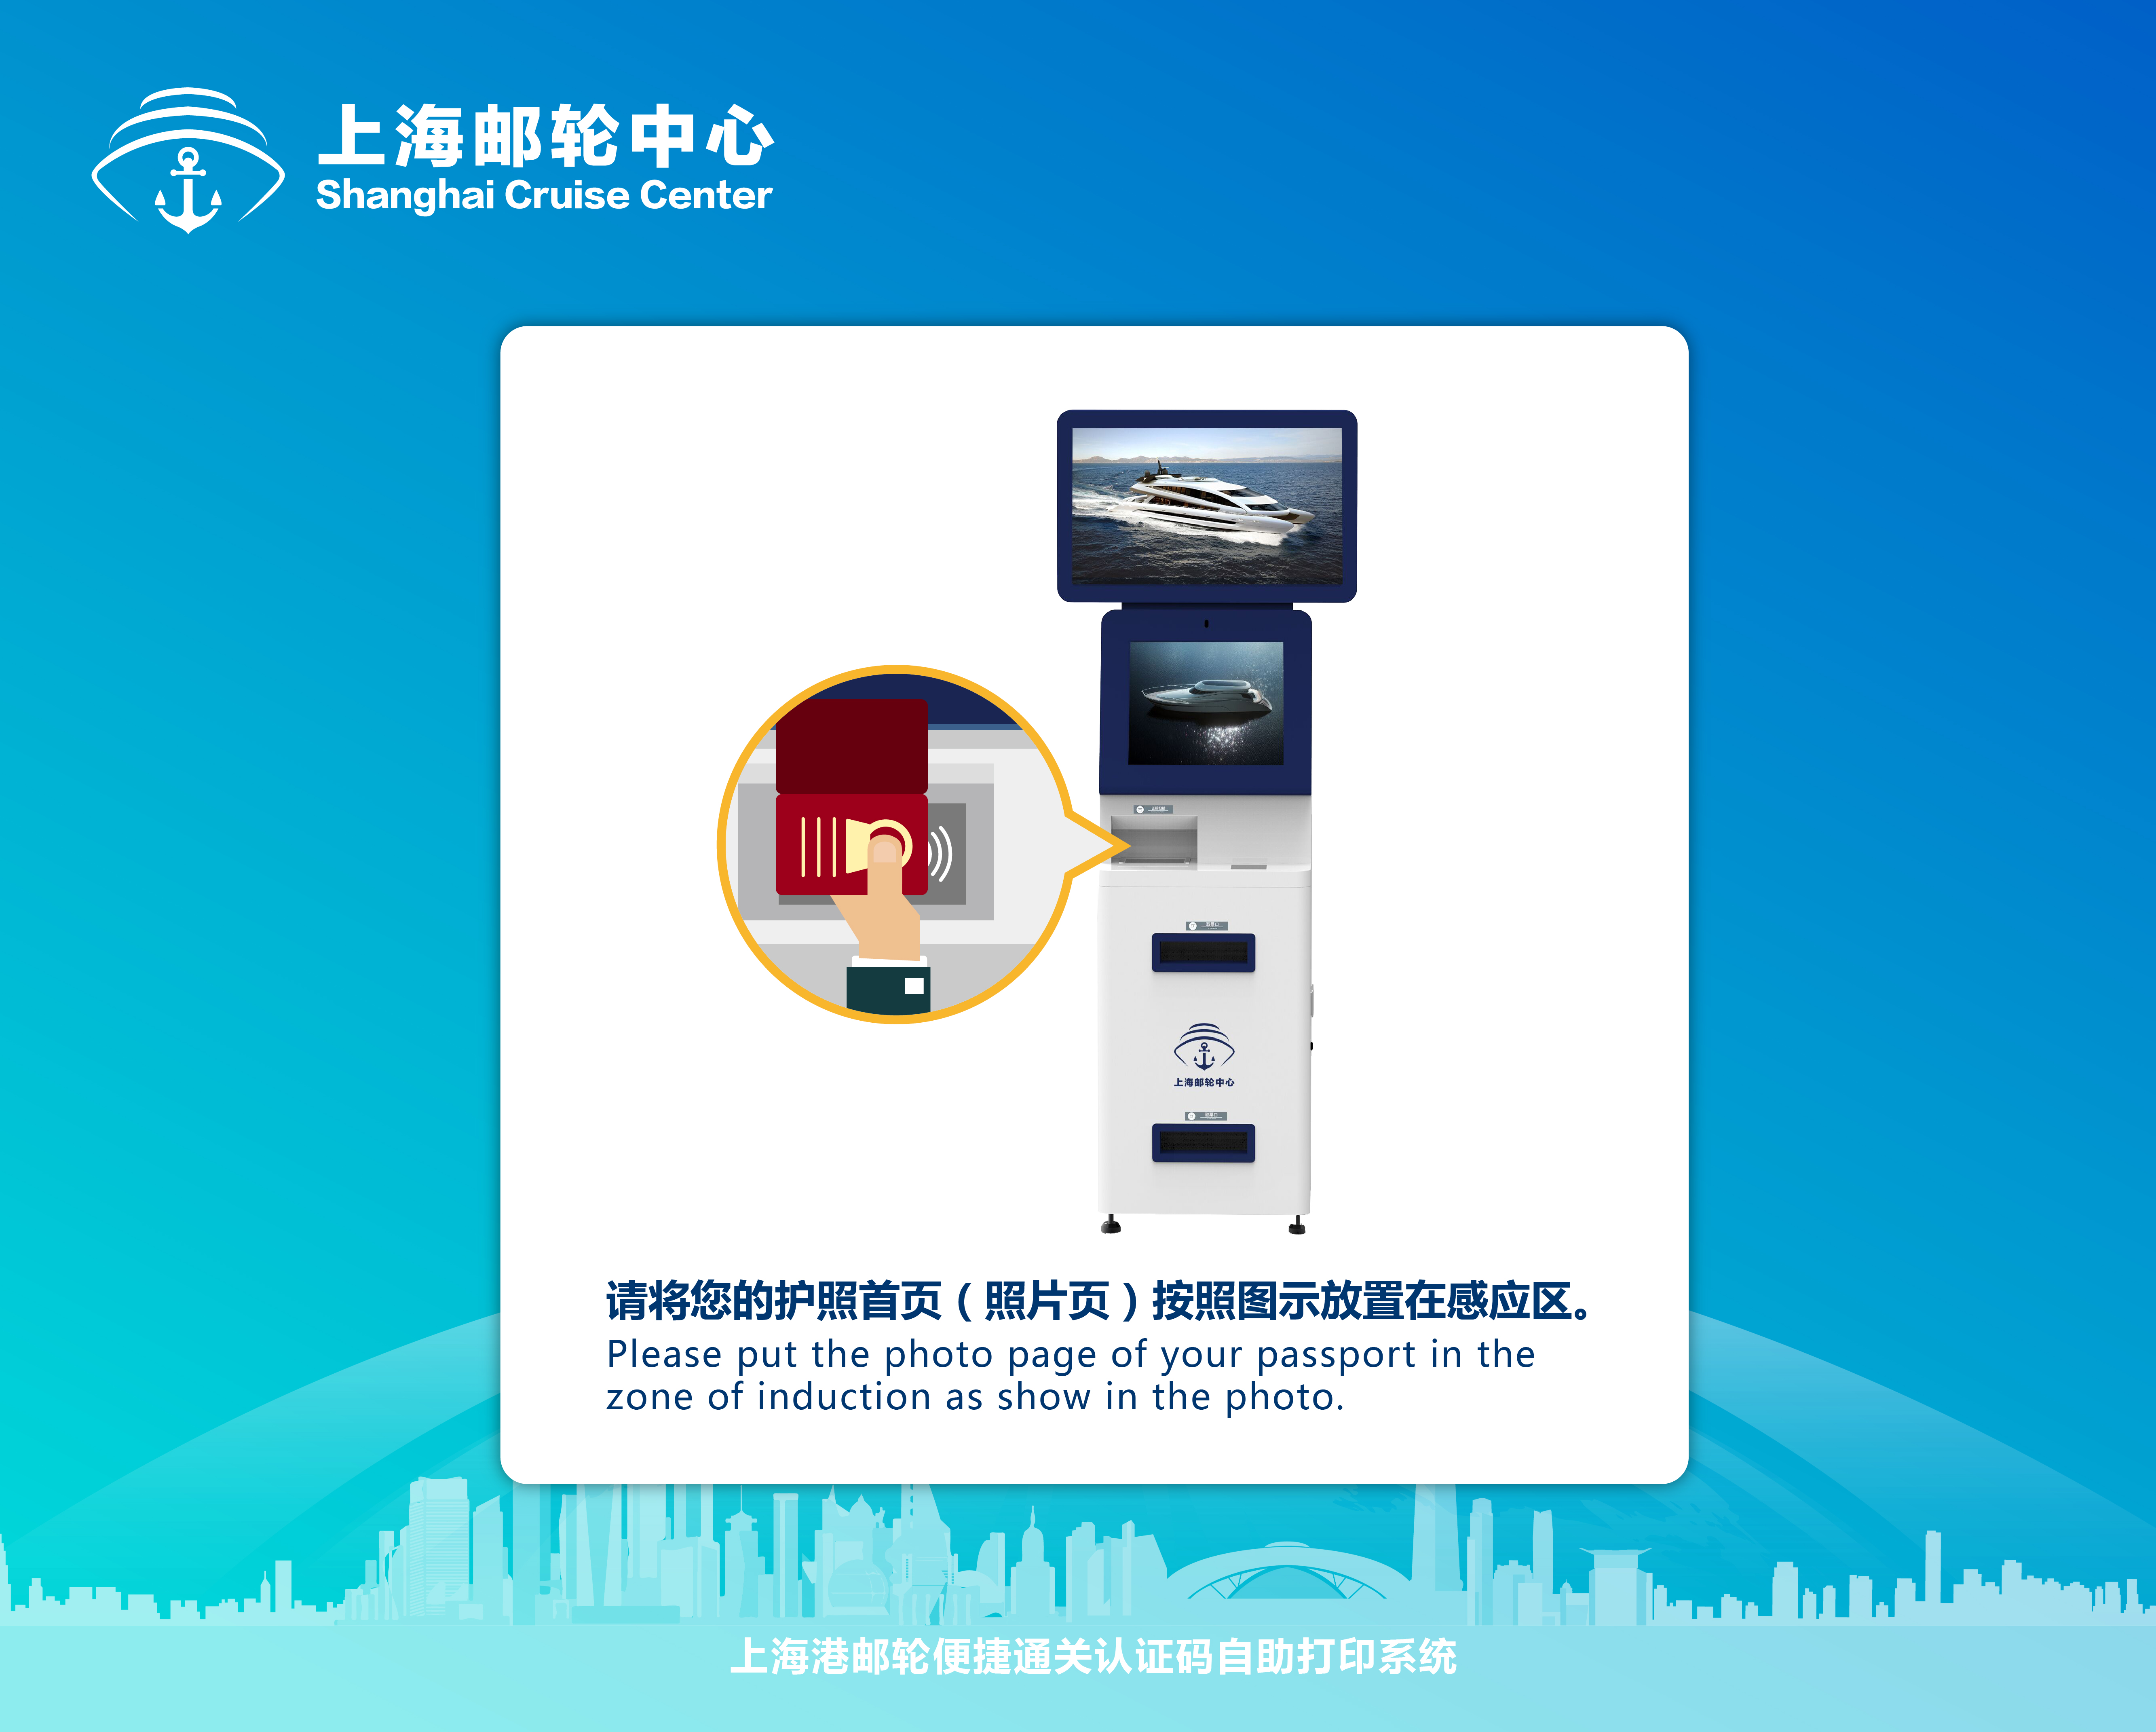 上海邮轮中心
Shanghai Cruise Center
上海邮轮中心
请将您的护照首页（照片页）按照图示放置在感应区。
Please put the photo page of your passport in the
zone of induction as show in the photo.
上海港邮轮便捷通关认证码自助打印系统